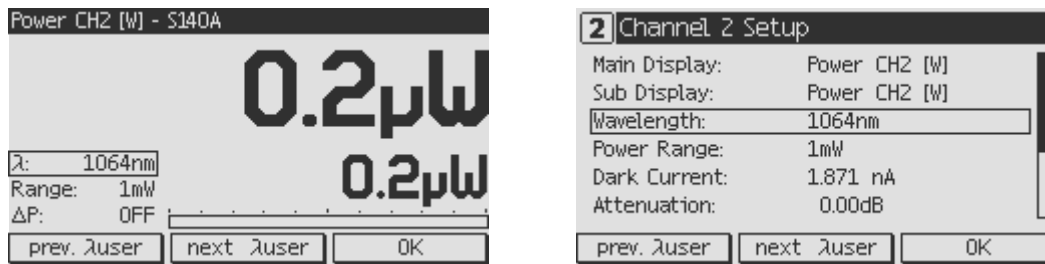 Power CH2 [W] - S140A
0.2µW
0.2µW
λ: 1064nm
Range: 1mW
ΔP: OFF
prev. λuser next λuser OK
2 Channel 2 Setup
Main Display: Power CH2 [W]
Sub Display: Power CH2 [W]
Wavelength: 1064nm
Power Range: 1mW
Dark Current: 1.871 nA
Attenuation: 0.00dB
prev. λuser next λuser OK